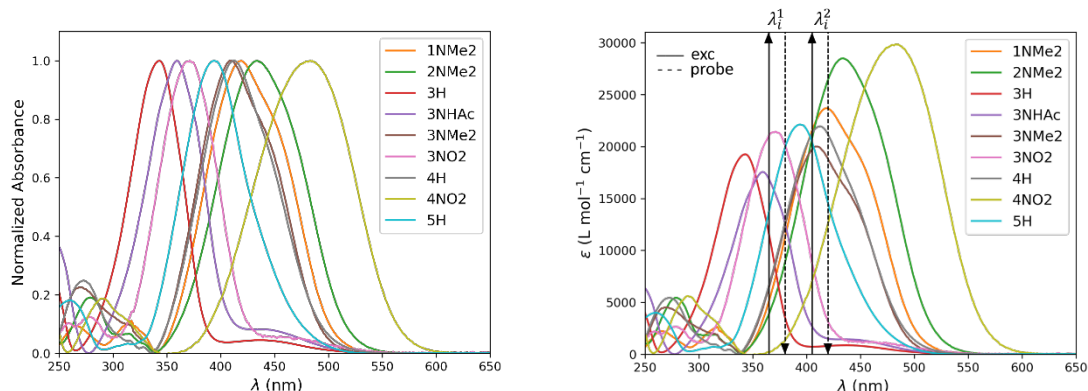 1.0
0.8
0.6
0.4
0.2
0.0
Normalized Absorbance
250 300 350 400 450 500 550 600 650
λ (nm)
1NMe2
2NMe2
3H
3NHAc
3NMe2
3NO2
4H
4NO2
5H
λᵢ¹ λᵢ²
30000
25000
20000
15000
10000
5000
0
ε (L mol⁻¹ cm⁻¹)
exc
probe
250 300 350 400 450 500 550 600 650
λ (nm)
1NMe2
2NMe2
3H
3NHAc
3NMe2
3NO2
4H
4NO2
5H